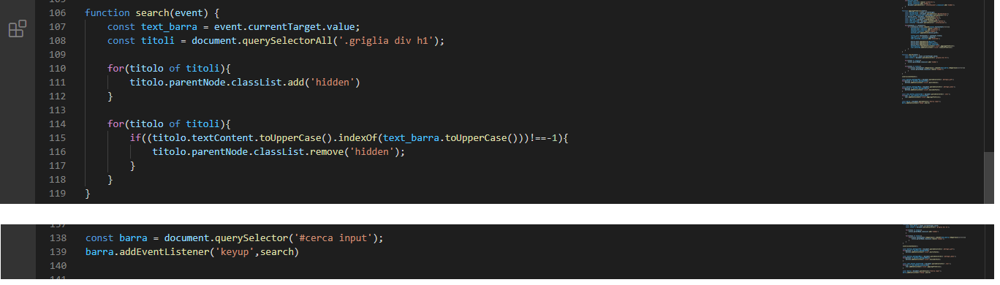 106 function search(event) {
107 const text_barra = event.currentTarget.value;
108 const titoli = document.querySelectorAll('.griglia div h1');
109
110 for(titolo of titoli){
111 titolo.parentNode.classList.add('hidden')
112 }
113
114 for(titolo of titoli){
115 if((titolo.textContent.toUpperCase().indexOf(text_barra.toUpperCase()))!==-1){
116 titolo.parentNode.classList.remove('hidden');
117 }
118 }
119 }
138 const barra = document.querySelector('#cerca input');
139 barra.addEventListener('keyup',search)
140